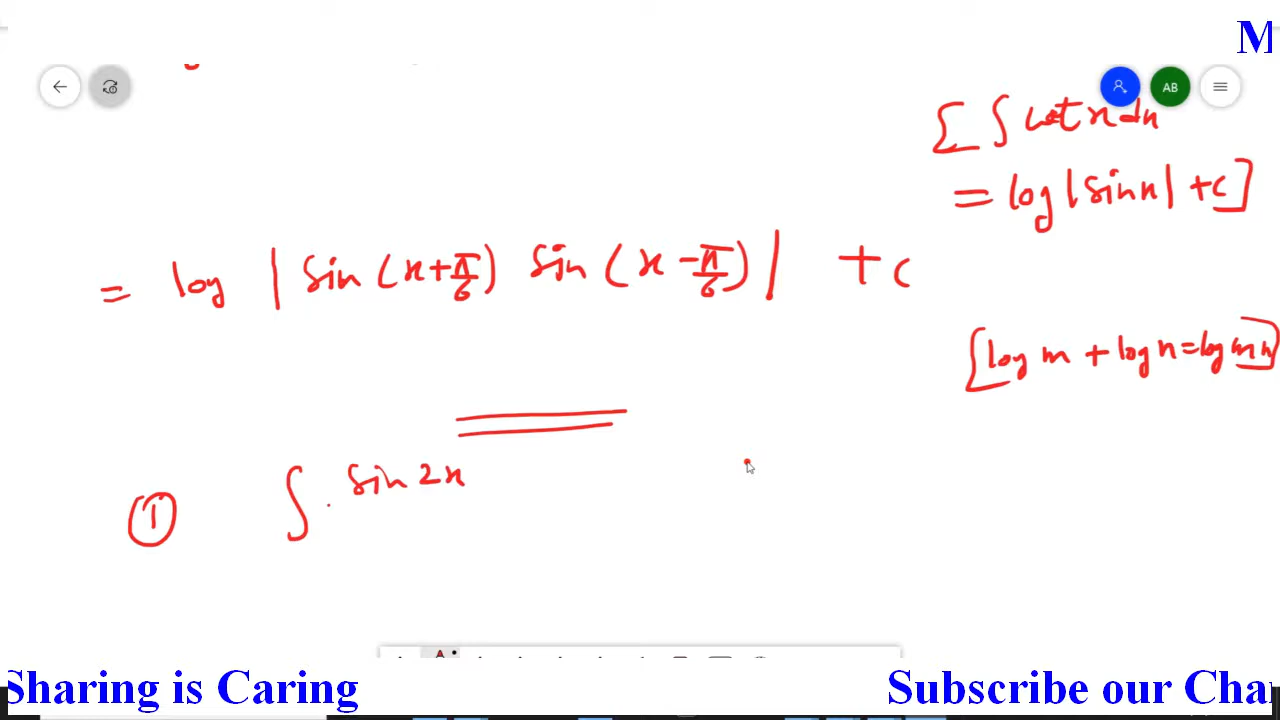 M
AB
[∫ cot x dx
= log |sin x| + c]
= log | sin (x + π/6) sin (x - π/6) | + c
[log m + log n = log mn]
① ∫ sin 2x
Sharing is Caring
Subscribe our Cha